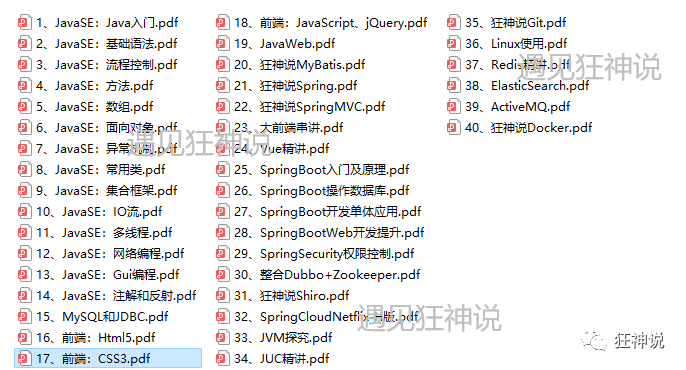 1、JavaSE：Java入门.pdf
2、JavaSE：基础语法.pdf
3、JavaSE：流程控制.pdf
4、JavaSE：方法.pdf
5、JavaSE：数组.pdf
6、JavaSE：面向对象.pdf
7、JavaSE：异常机制.pdf
8、JavaSE：常用类.pdf
9、JavaSE：集合框架.pdf
10、JavaSE：IO流.pdf
11、JavaSE：多线程.pdf
12、JavaSE：网络编程.pdf
13、JavaSE：Gui编程.pdf
14、JavaSE：注解和反射.pdf
15、MySQL和JDBC.pdf
16、前端：Html5.pdf
17、前端：CSS3.pdf
18、前端：JavaScript、jQuery.pdf
19、JavaWeb.pdf
20、狂神说MyBatis.pdf
21、狂神说Spring.pdf
22、狂神说SpringMVC.pdf
23、大前端串讲.pdf
24、Vue精讲.pdf
25、SpringBoot入门及原理.pdf
26、SpringBoot操作数据库.pdf
27、SpringBoot开发单体应用.pdf
28、SpringBootWeb开发提升.pdf
29、SpringSecurity权限控制.pdf
30、整合Dubbo+Zookeeper.pdf
31、狂神说Shiro.pdf
32、SpringCloudNetflix.pdf
33、JVM探究.pdf
34、JUC精讲.pdf
35、狂神说Git.pdf
36、Linux使用.pdf
37、Redis精讲.pdf
38、ElasticSearch.pdf
39、ActiveMQ.pdf
40、狂神说Docker.pdf
遇见狂神说
遇见狂神说
遇见狂神说
狂神说